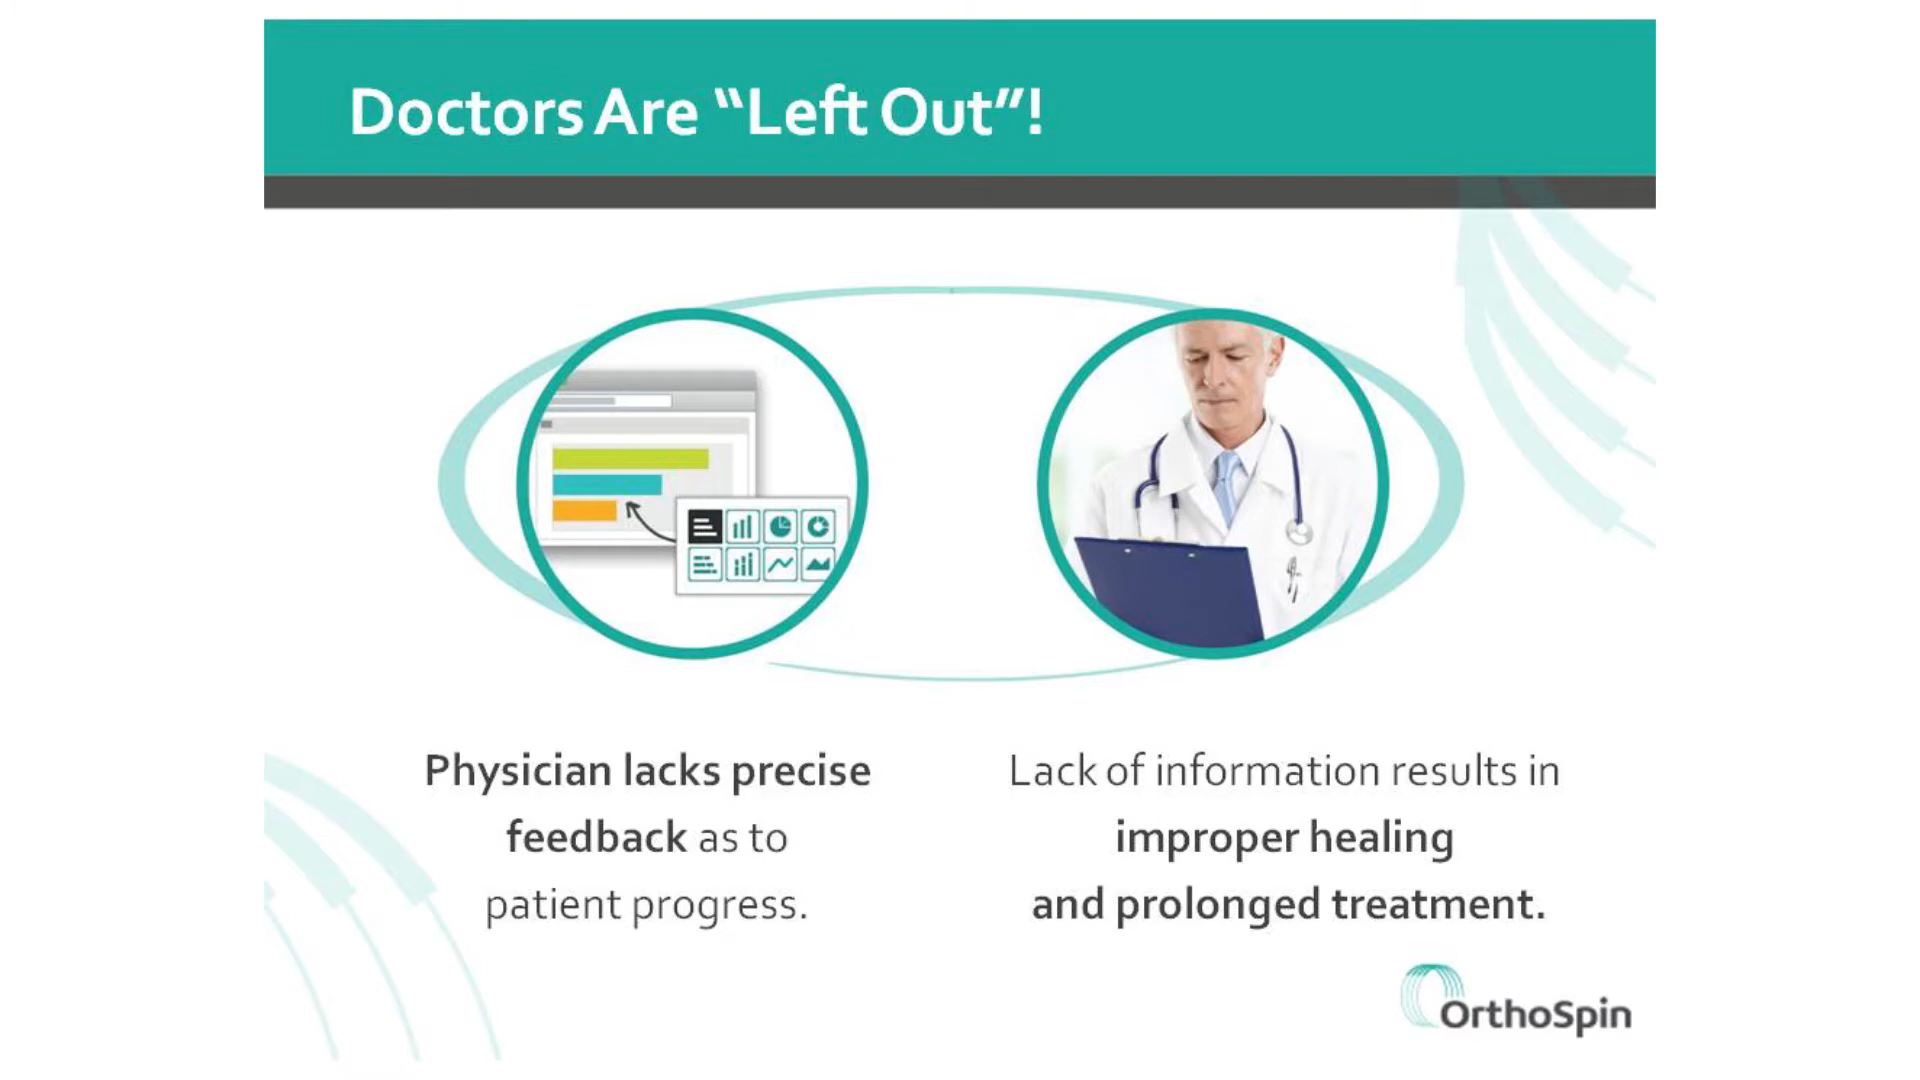 Doctors Are “Left Out”!
Physician lacks precise
feedback as to
patient progress.
Lack of information results in
improper healing
and prolonged treatment.
OrthoSpin